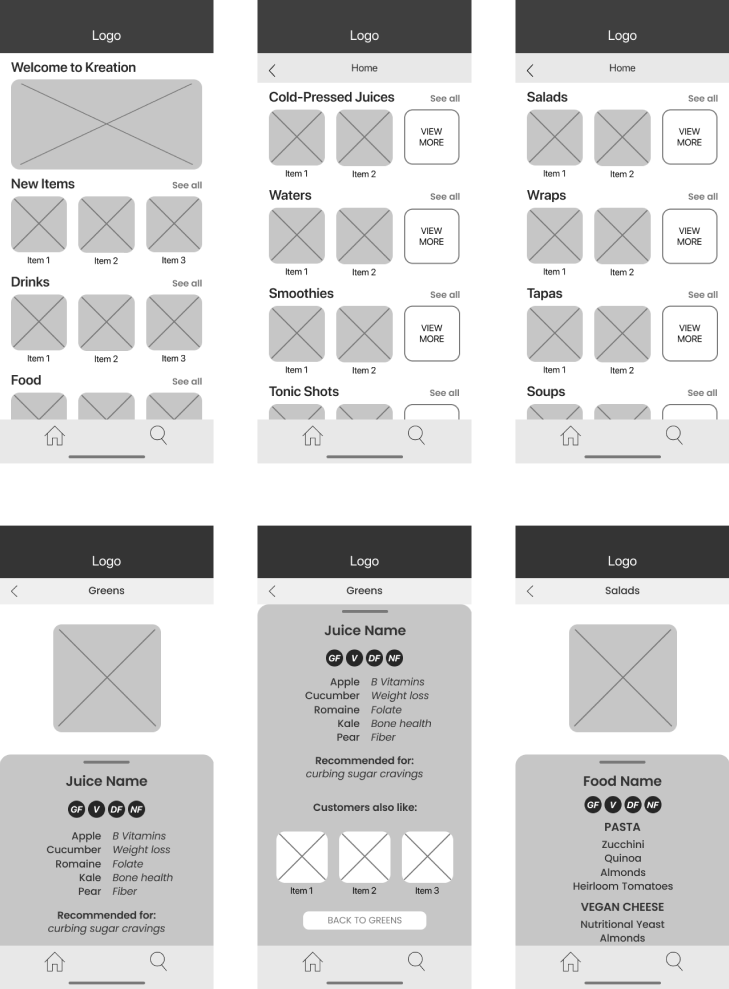 Logo
Welcome to Kreation
New Items See all
Item 1 Item 2 Item 3
Drinks See all
Item 1 Item 2 Item 3
Food See all
Logo
Home
Cold-Pressed Juices See all
VIEW
MORE
Item 1 Item 2
Waters See all
VIEW
MORE
Item 1 Item 2
Smoothies See all
VIEW
MORE
Item 1 Item 2
Tonic Shots See all
Logo
Home
Salads See all
VIEW
MORE
Item 1 Item 2
Wraps See all
VIEW
MORE
Item 1 Item 2
Tapas See all
VIEW
MORE
Item 1 Item 2
Soups See all
Logo
Greens
Juice Name
GF V DF NF
Apple B Vitamins
Cucumber Weight loss
Romaine Folate
Kale Bone health
Pear Fiber
Recommended for:
curbing sugar cravings
Logo
Greens
Juice Name
GF V DF NF
Apple B Vitamins
Cucumber Weight loss
Romaine Folate
Kale Bone health
Pear Fiber
Recommended for:
curbing sugar cravings
Customers also like:
Item 1 Item 2 Item 3
BACK TO GREENS
Logo
Salads
Food Name
GF V DF NF
PASTA
Zucchini
Quinoa
Almonds
Heirloom Tomatoes
VEGAN CHEESE
Nutritional Yeast
Almonds